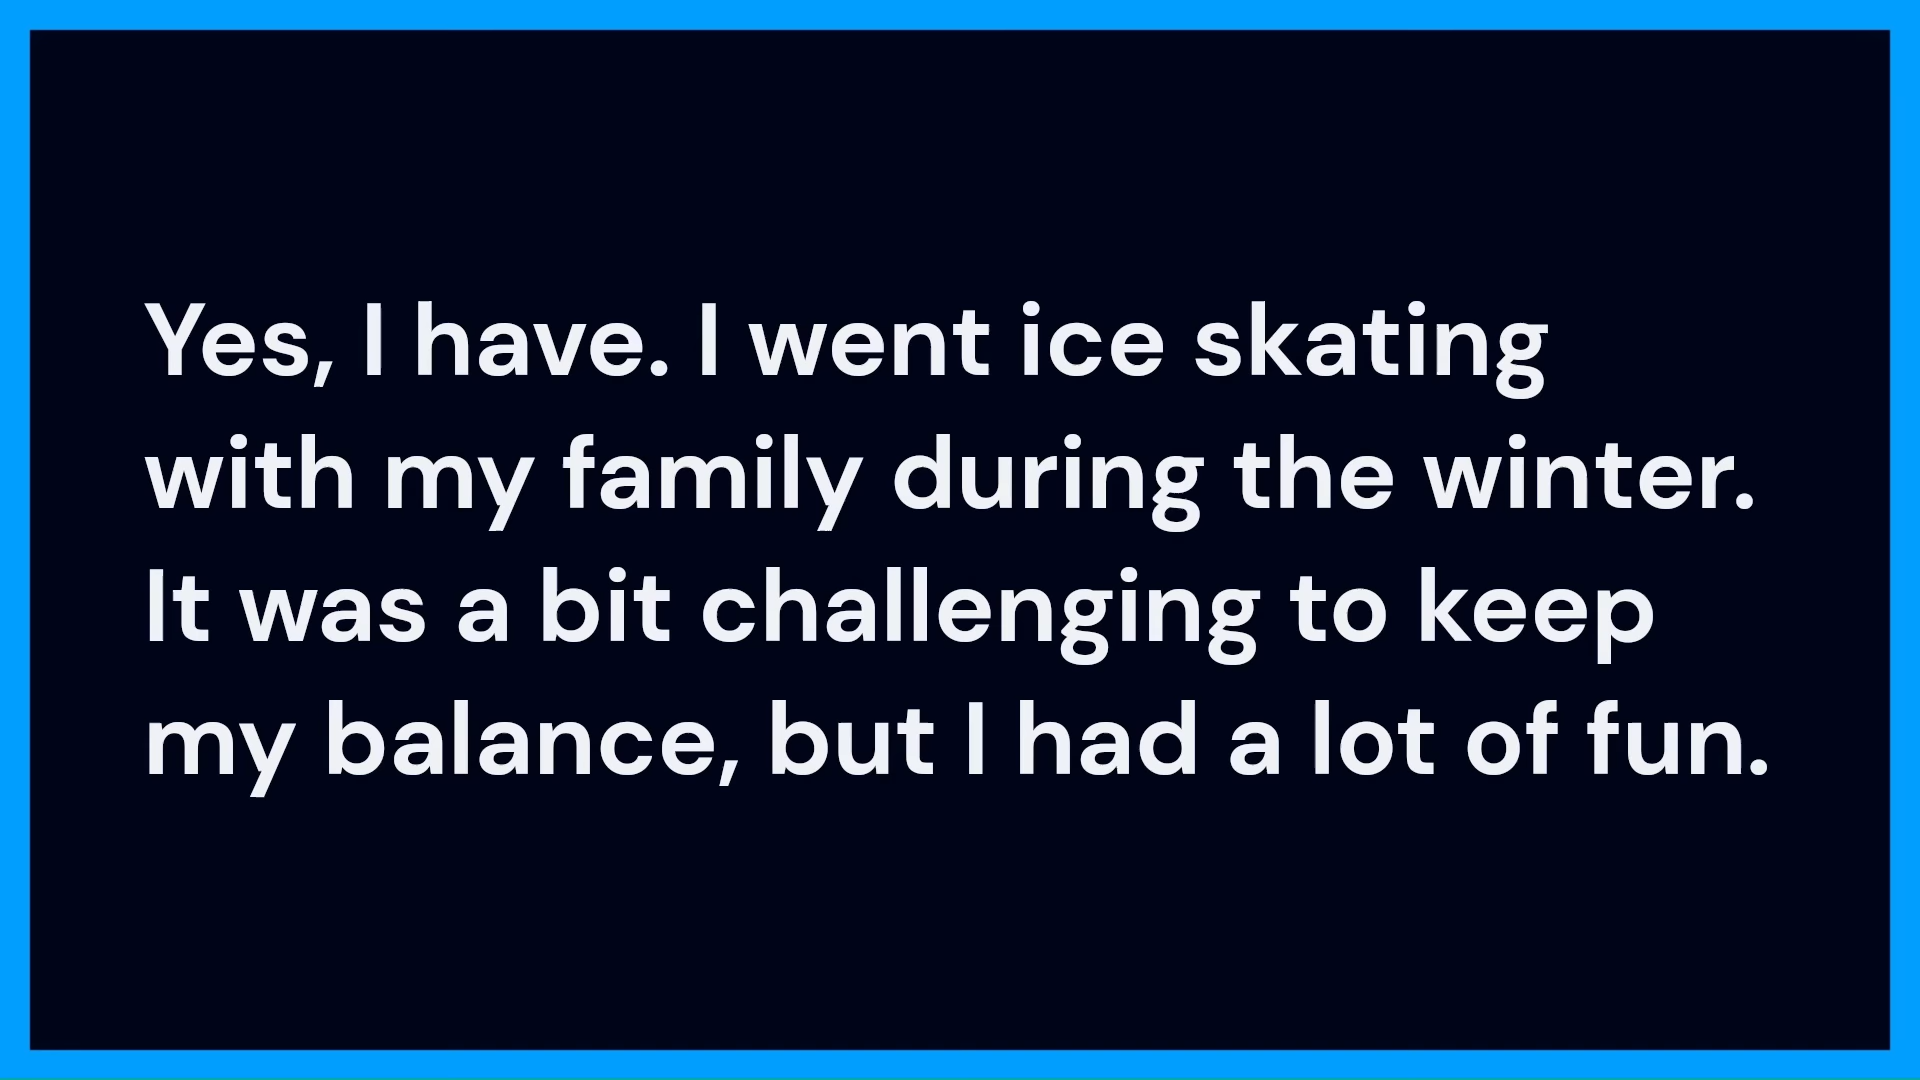 Yes, I have. I went ice skating
with my family during the winter.
It was a bit challenging to keep
my balance, but I had a lot of fun.